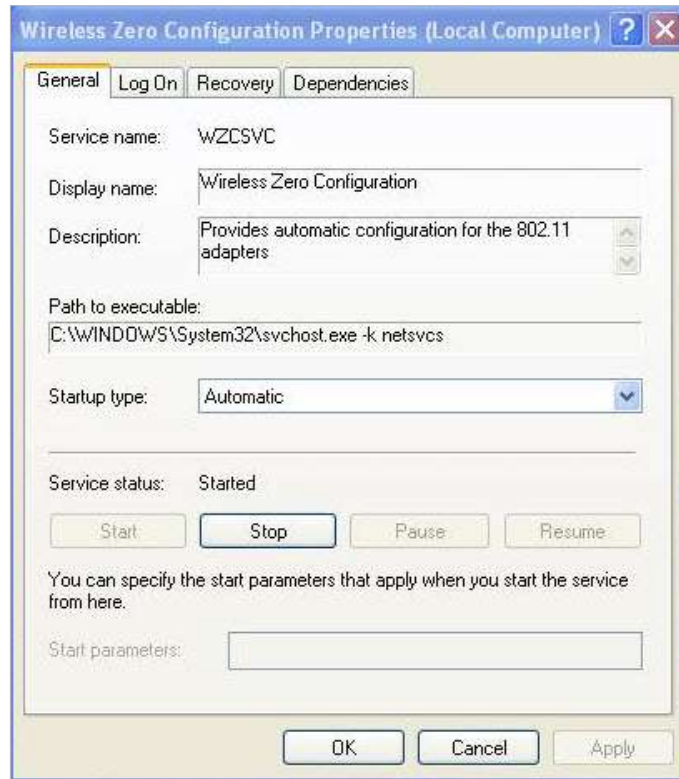 Wireless Zero Configuration Properties (Local Computer) ?
General Log On Recovery Dependencies
Service name: WZCSVC
Display name: Wireless Zero Configuration
Description: Provides automatic configuration for the 802.11
adapters
Path to executable:
C:\WINDOWS\System32\svchost.exe -k netsvcs
Startup type: Automatic
Service status: Started
Start Stop Pause Resume
You can specify the start parameters that apply when you start the service
from here.
Start parameters:
OK Cancel Apply